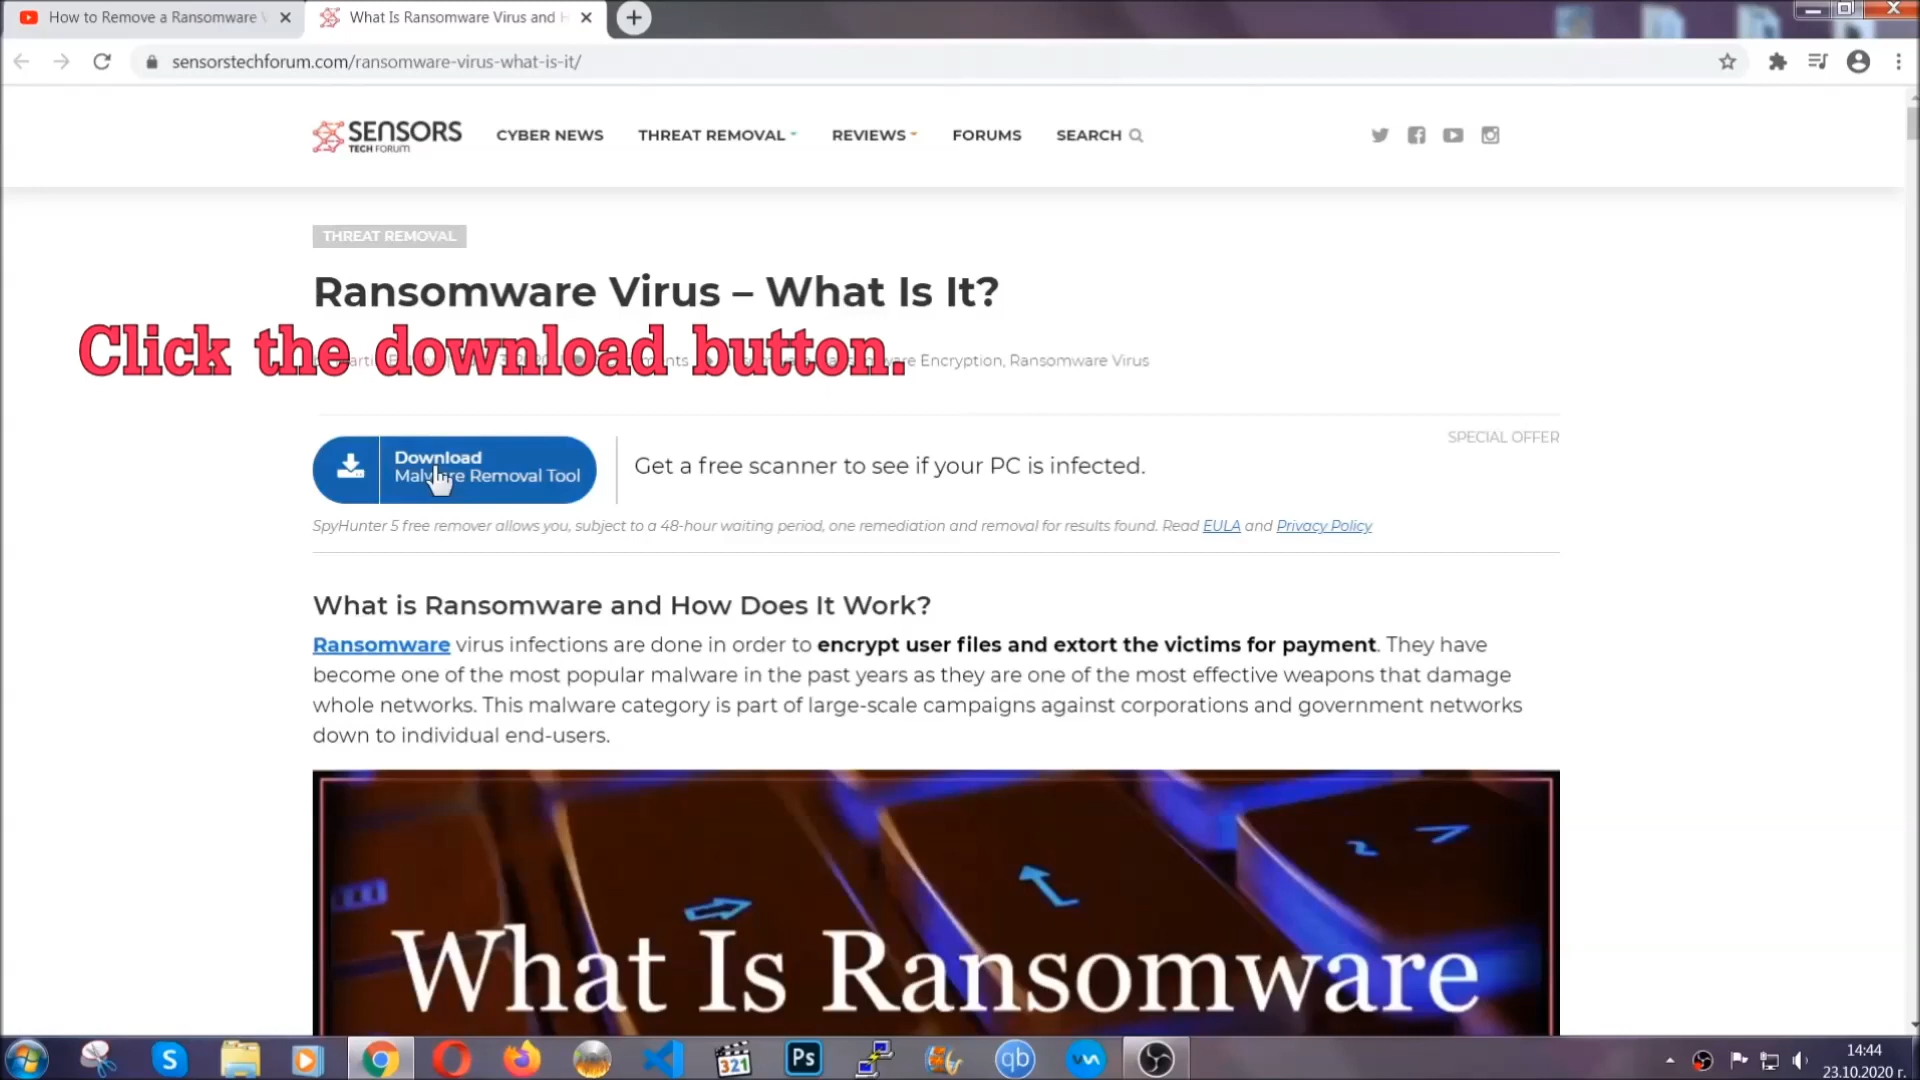 How to Remove a Ransomware
What Is Ransomware Virus and
sensorstechforum.com/ransomware-virus-what-is-it/
SENSORS
TECH FORUM
CYBER NEWS
THREAT REMOVAL
REVIEWS
FORUMS
SEARCH
THREAT REMOVAL
Ransomware Virus – What Is It?
Click the download button.
Encryption, Ransomware Virus
SPECIAL OFFER
Download
Malware Removal Tool
Get a free scanner to see if your PC is infected.
SpyHunter 5 free remover allows you, subject to a 48-hour waiting period, one remediation and removal for results found. Read EULA and Privacy Policy
What is Ransomware and How Does It Work?
Ransomware virus infections are done in order to encrypt user files and extort the victims for payment. They have
become one of the most popular malware in the past years as they are one of the most effective weapons that damage
whole networks. This malware category is part of large-scale campaigns against corporations and government networks
down to individual end-users.
What Is Ransomware
S
321
Ps
qb
14:44
23.10.2020 г.